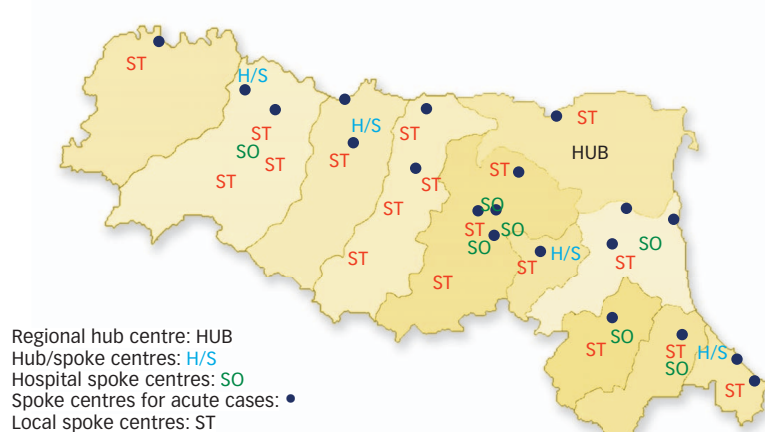 ST
H/S
ST
SO
ST
ST
H/S
ST
ST
ST
ST
ST
ST
HUB
ST
SO
ST
SO
SO
ST
H/S
ST
SO
ST
SO
ST
ST
SO
H/S
ST
Regional hub centre: HUB
Hub/spoke centres: H/S
Hospital spoke centres: SO
Spoke centres for acute cases: •
Local spoke centres: ST